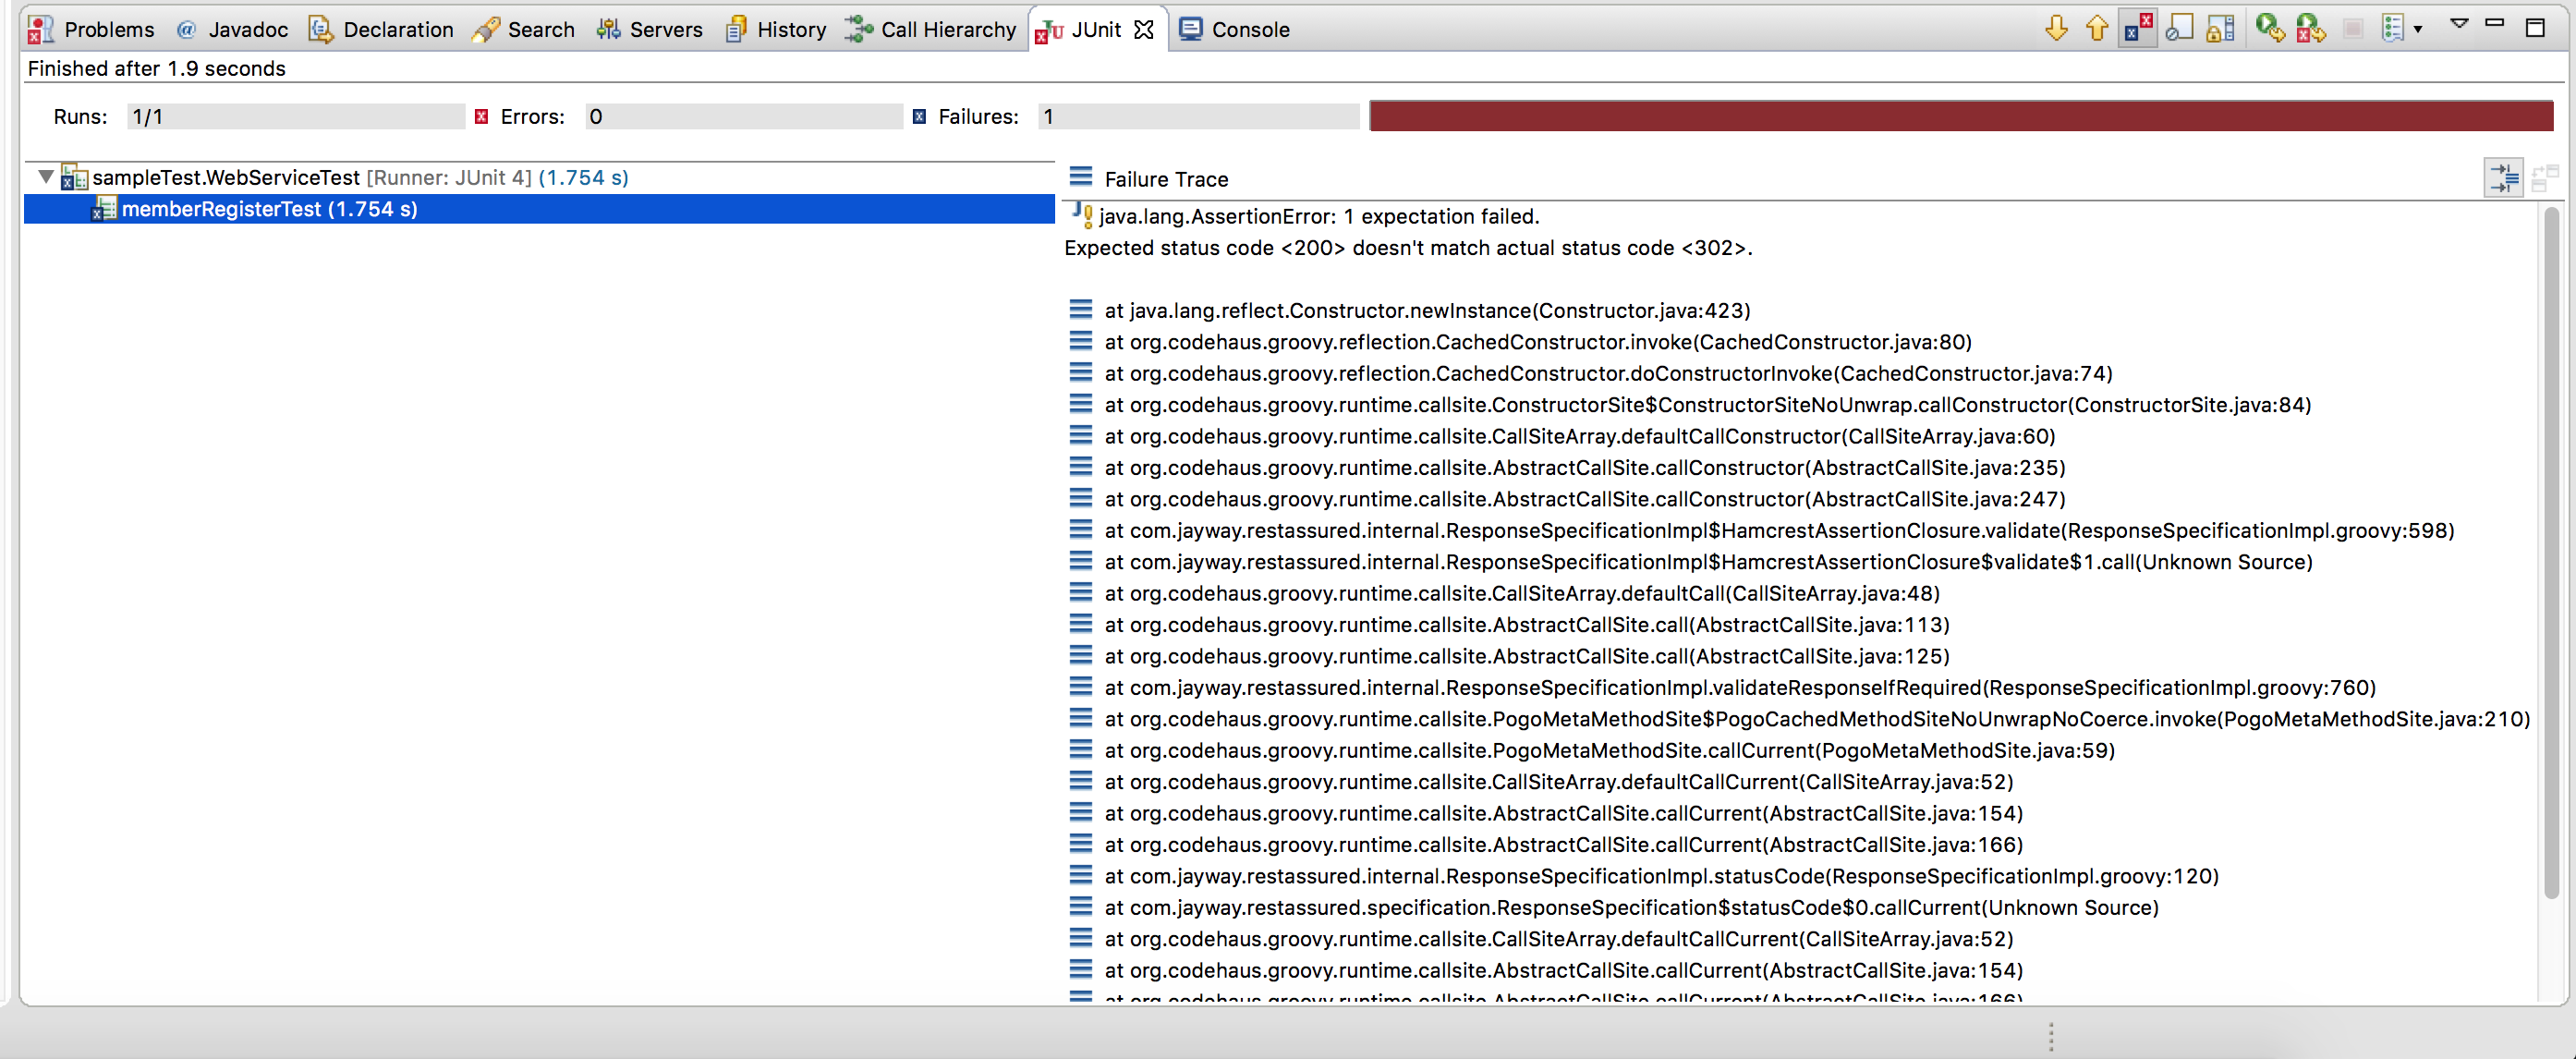 Problems @ Javadoc Declaration Search Servers History Call Hierarchy JUnit Console
Finished after 1.9 seconds
Runs: 1/1 Errors: 0 Failures: 1
sampleTest.WebServiceTest [Runner: JUnit 4] (1.754 s)
memberRegisterTest (1.754 s)
Failure Trace
java.lang.AssertionError: 1 expectation failed.
Expected status code <200> doesn't match actual status code <302>.
at java.lang.reflect.Constructor.newInstance(Constructor.java:423)
at org.codehaus.groovy.reflection.CachedConstructor.invoke(CachedConstructor.java:80)
at org.codehaus.groovy.reflection.CachedConstructor.doConstructorInvoke(CachedConstructor.java:74)
at org.codehaus.groovy.runtime.callsite.ConstructorSite$ConstructorSiteNoUnwrap.callConstructor(ConstructorSite.java:84)
at org.codehaus.groovy.runtime.callsite.CallSiteArray.defaultCallConstructor(CallSiteArray.java:60)
at org.codehaus.groovy.runtime.callsite.AbstractCallSite.callConstructor(AbstractCallSite.java:235)
at org.codehaus.groovy.runtime.callsite.AbstractCallSite.callConstructor(AbstractCallSite.java:247)
at com.jayway.restassured.internal.ResponseSpecificationImpl$HamcrestAssertionClosure.validate(ResponseSpecificationImpl.groovy:598)
at com.jayway.restassured.internal.ResponseSpecificationImpl$HamcrestAssertionClosure$validate$1.call(Unknown Source)
at org.codehaus.groovy.runtime.callsite.CallSiteArray.defaultCall(CallSiteArray.java:48)
at org.codehaus.groovy.runtime.callsite.AbstractCallSite.call(AbstractCallSite.java:113)
at org.codehaus.groovy.runtime.callsite.AbstractCallSite.call(AbstractCallSite.java:125)
at com.jayway.restassured.internal.ResponseSpecificationImpl.validateResponseIfRequired(ResponseSpecificationImpl.groovy:760)
at org.codehaus.groovy.runtime.callsite.PogoMetaMethodSite$PogoCachedMethodSiteNoUnwrapNoCoerce.invoke(PogoMetaMethodSite.java:210)
at org.codehaus.groovy.runtime.callsite.PogoMetaMethodSite.callCurrent(PogoMetaMethodSite.java:59)
at org.codehaus.groovy.runtime.callsite.CallSiteArray.defaultCallCurrent(CallSiteArray.java:52)
at org.codehaus.groovy.runtime.callsite.AbstractCallSite.callCurrent(AbstractCallSite.java:154)
at org.codehaus.groovy.runtime.callsite.AbstractCallSite.callCurrent(AbstractCallSite.java:166)
at com.jayway.restassured.internal.ResponseSpecificationImpl.statusCode(ResponseSpecificationImpl.groovy:120)
at com.jayway.restassured.specification.ResponseSpecification$statusCode$0.callCurrent(Unknown Source)
at org.codehaus.groovy.runtime.callsite.CallSiteArray.defaultCallCurrent(CallSiteArray.java:52)
at org.codehaus.groovy.runtime.callsite.AbstractCallSite.callCurrent(AbstractCallSite.java:154)
at org.codehaus.groovy.runtime.callsite.AbstractCallSite.callCurrent(AbstractCallSite.java:166)